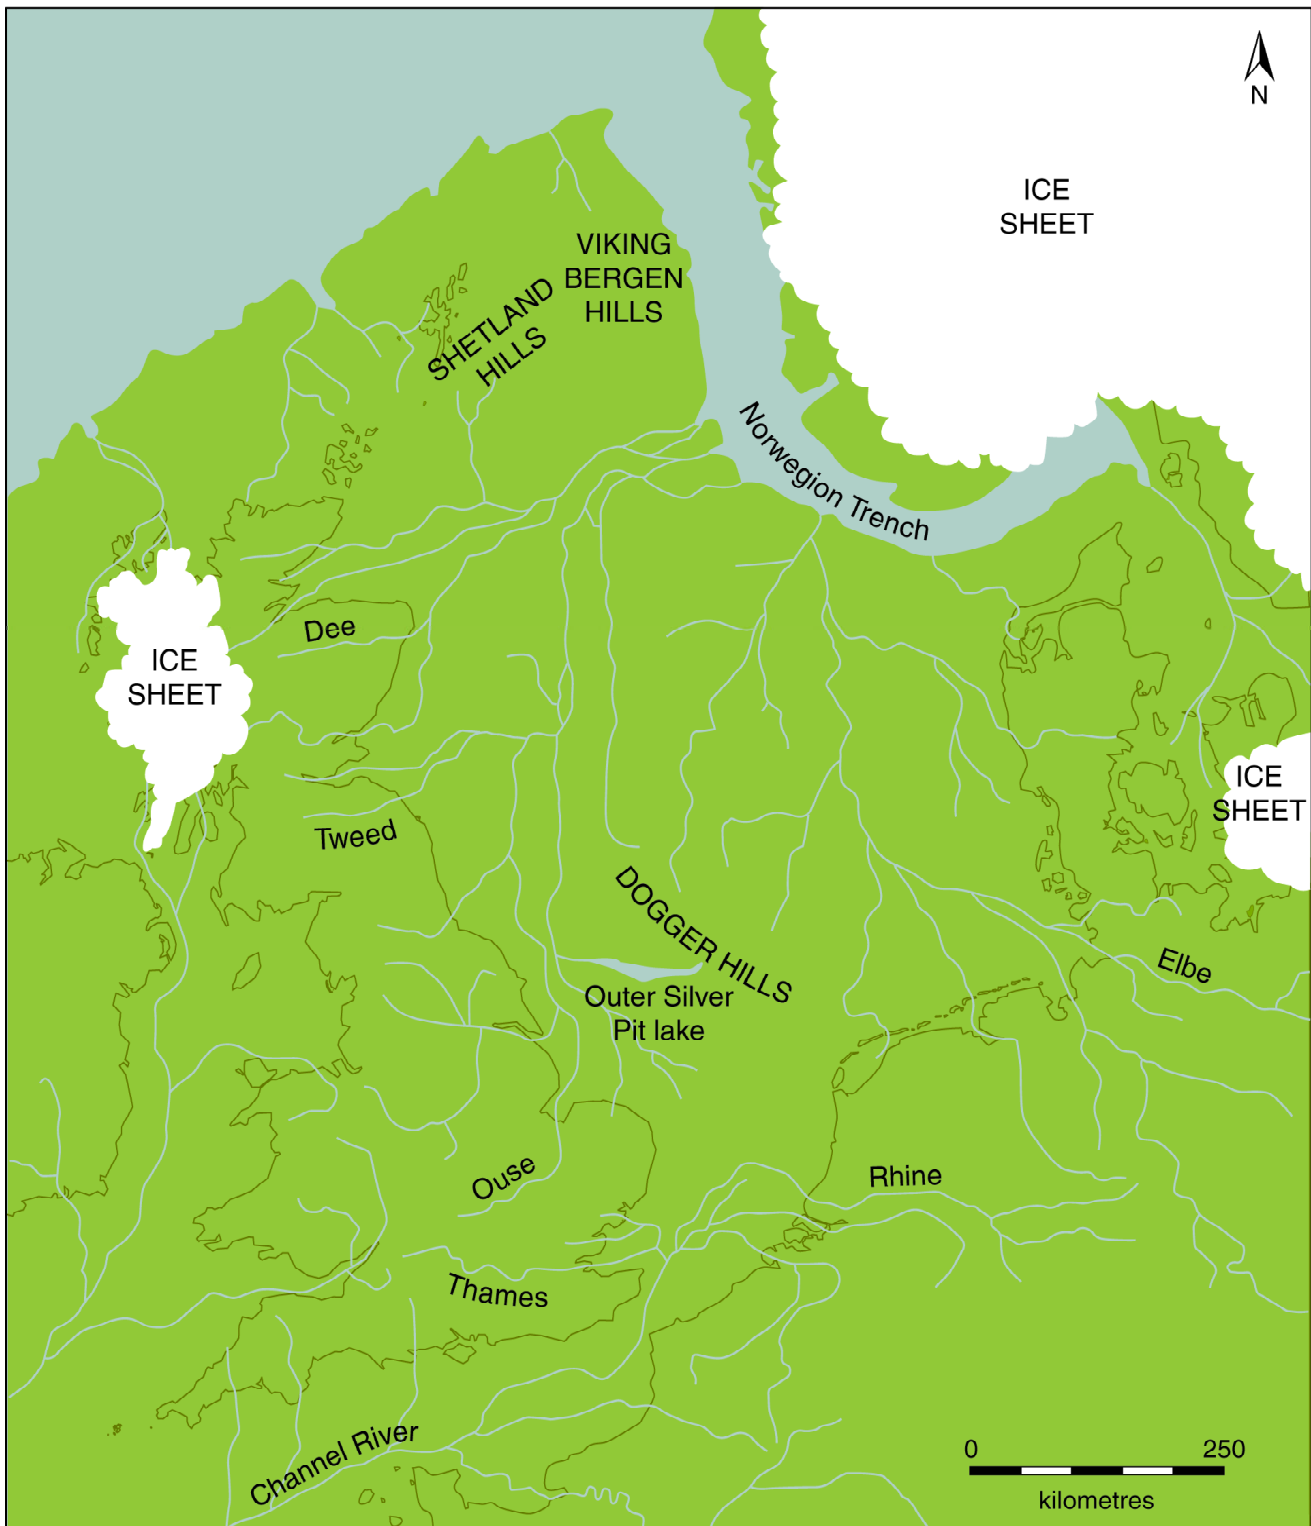 N
ICE
SHEET
VIKING
BERGEN
HILLS
SHETLAND
HILLS
Norwegion Trench
Dee
ICE
SHEET
ICE
SHEET
Tweed
DOGGER HILLS
Elbe
Outer Silver
Pit lake
Ouse
Rhine
Thames
Channel River
0 250
kilometres